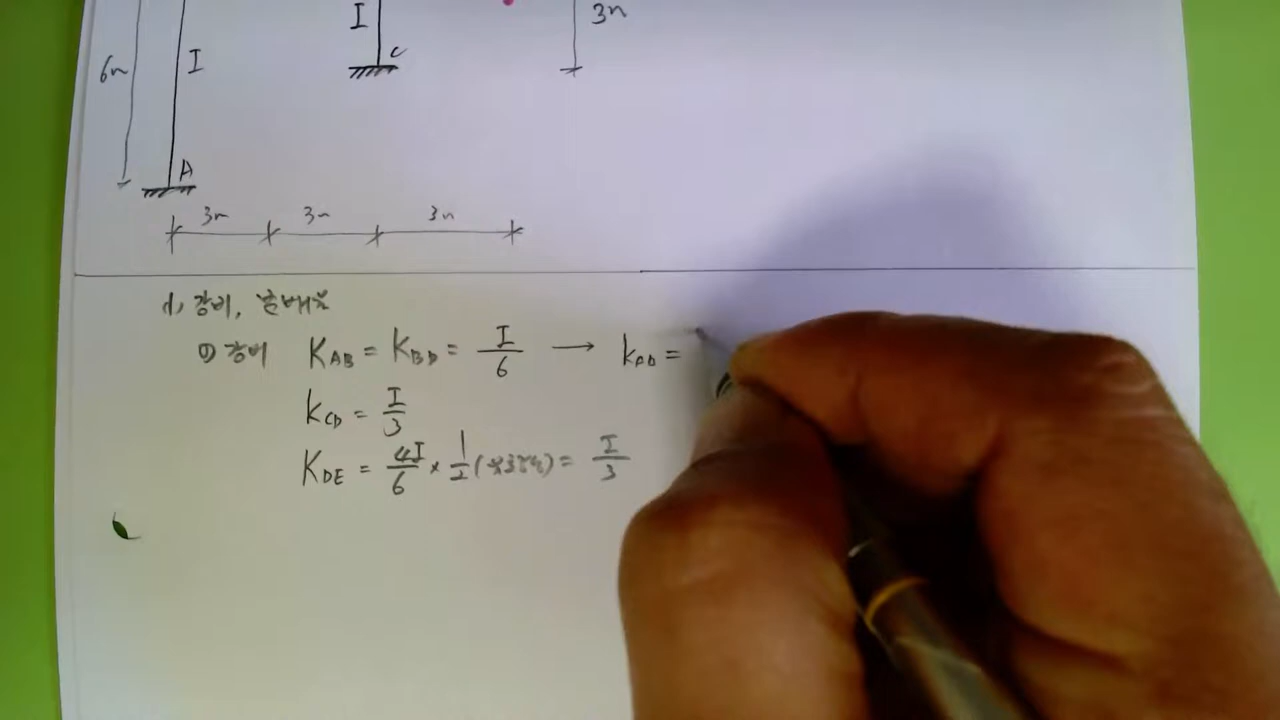 I
3m
6m
I
C
A
3m 3m 3m
1) 강비, 분배율
① 강비 K_AB = K_BD = I/6 → k_AB =
K_CD = I/3
K_DE = 4I/6 × 1/2 = I/3